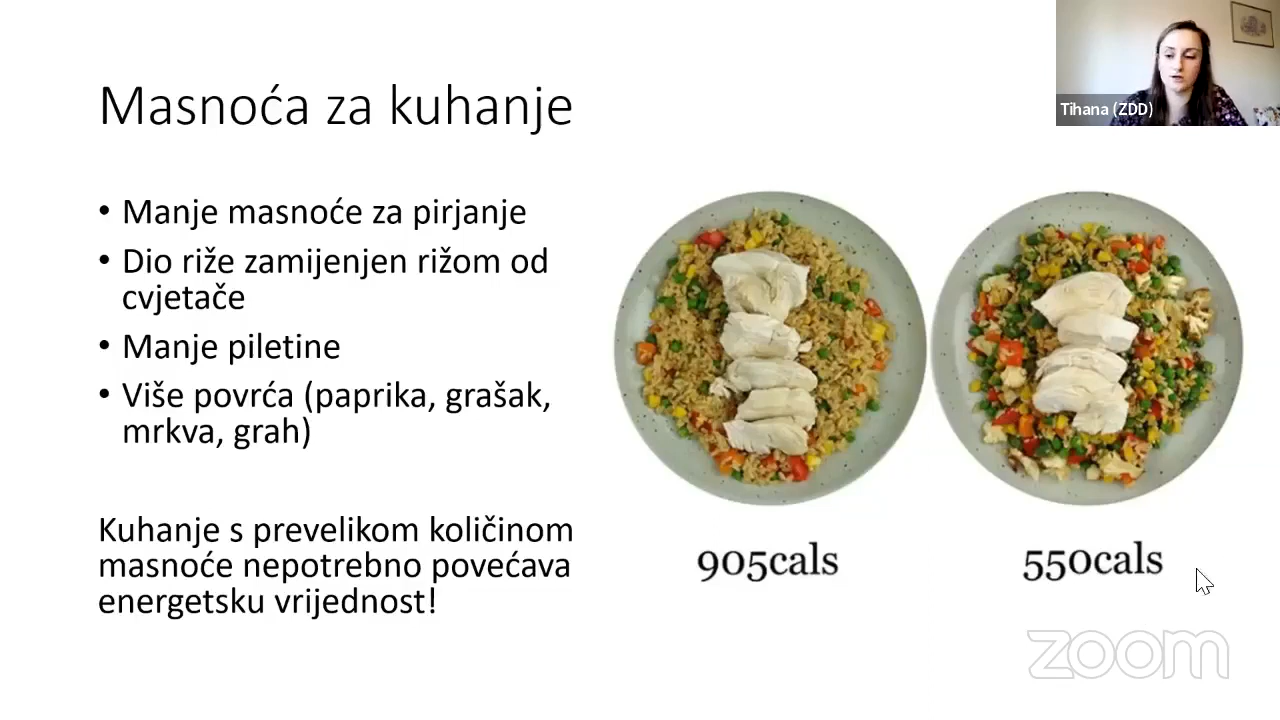 Masnoća za kuhanje
Tihana (ZDD)
• Manje masnoće za pirjanje
• Dio riže zamijenjen rižom od
cvjetače
• Manje piletine
• Više povrća (paprika, grašak,
mrkva, grah)
Kuhanje s prevelikom količinom
masnoće nepotrebno povećava
energetsku vrijednost!
905cals
550cals
zoom